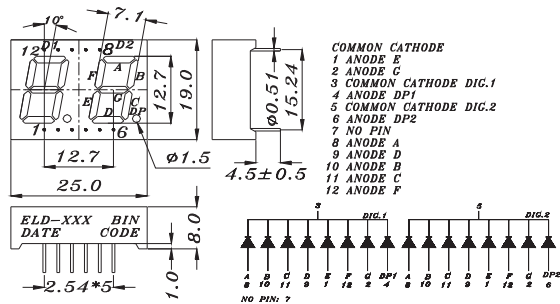 10°
7.1
12 D1 8 D2
A
F B
G
E C
D DP
1 6
12.7
19.0
12.7
25.0
ø1.5
ø0.51
15.24
4.5±0.5
COMMON CATHODE
1 ANODE E
2 ANODE G
3 COMMON CATHODE DIG.1
4 ANODE DP1
5 COMMON CATHODE DIG.2
6 ANODE DP2
7 NO PIN
8 ANODE A
9 ANODE D
10 ANODE B
11 ANODE C
12 ANODE F
ELD-XXX BIN
DATE CODE
8.0
2.54*5
1.0
3 5
DIG.1 DIG.2
A B C D E F G DP1 A B C D E F G DP2
8 10 11 9 1 12 2 4 8 10 11 9 1 12 2 6
NO PIN: 7